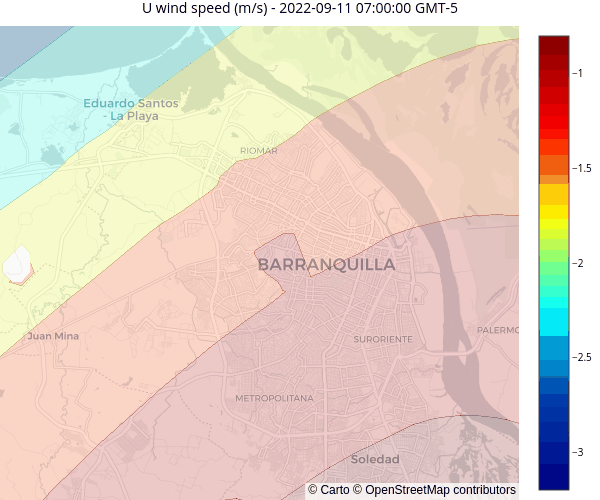 U wind speed (m/s) - 2022-09-11 07:00:00 GMT-5
Eduardo Santos
- La Playa
RIOMAR
BARRANQUILLA
Juan Mina
SURORIENTE
PALERMO
METROPOLITANA
Soledad
© Carto © OpenStreetMap contributors
−1
−1.5
−2
−2.5
−3